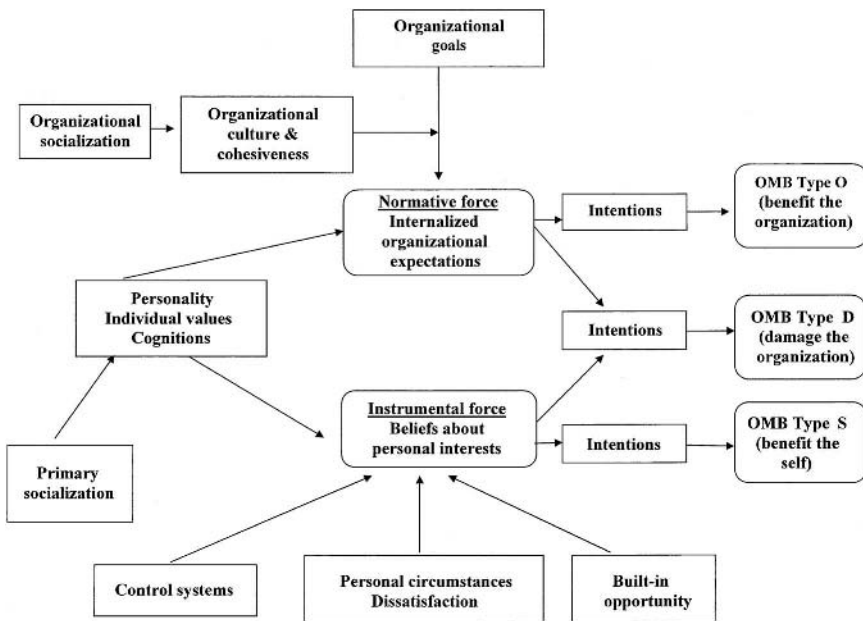 Organizational
goals
Organizational
socialization
Organizational
culture &
cohesiveness
Normative force
Internalized
organizational
expectations
Intentions
OMB Type O
(benefit the
organization)
Personality
Individual values
Cognitions
Intentions
OMB Type D
(damage the
organization)
Instrumental force
Beliefs about
personal interests
Intentions
OMB Type S
(benefit the
self)
Primary
socialization
Control systems
Personal circumstances
Dissatisfaction
Built-in
opportunity